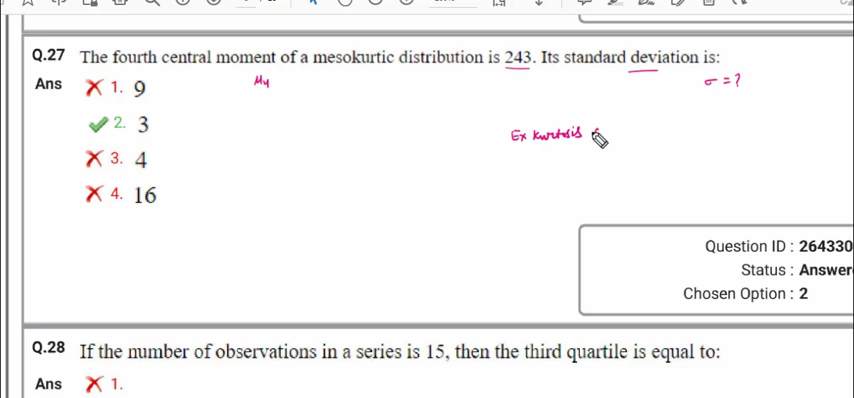 Q.27 The fourth central moment of a mesokurtic distribution is 243. Its standard deviation is:
Ans ✗ 1. 9
μ4
σ = ?
✓ 2. 3
Ex kurtosis
✗ 3. 4
✗ 4. 16
Question ID : 264330
Status : Answer
Chosen Option : 2
Q.28 If the number of observations in a series is 15, then the third quartile is equal to:
Ans ✗ 1.